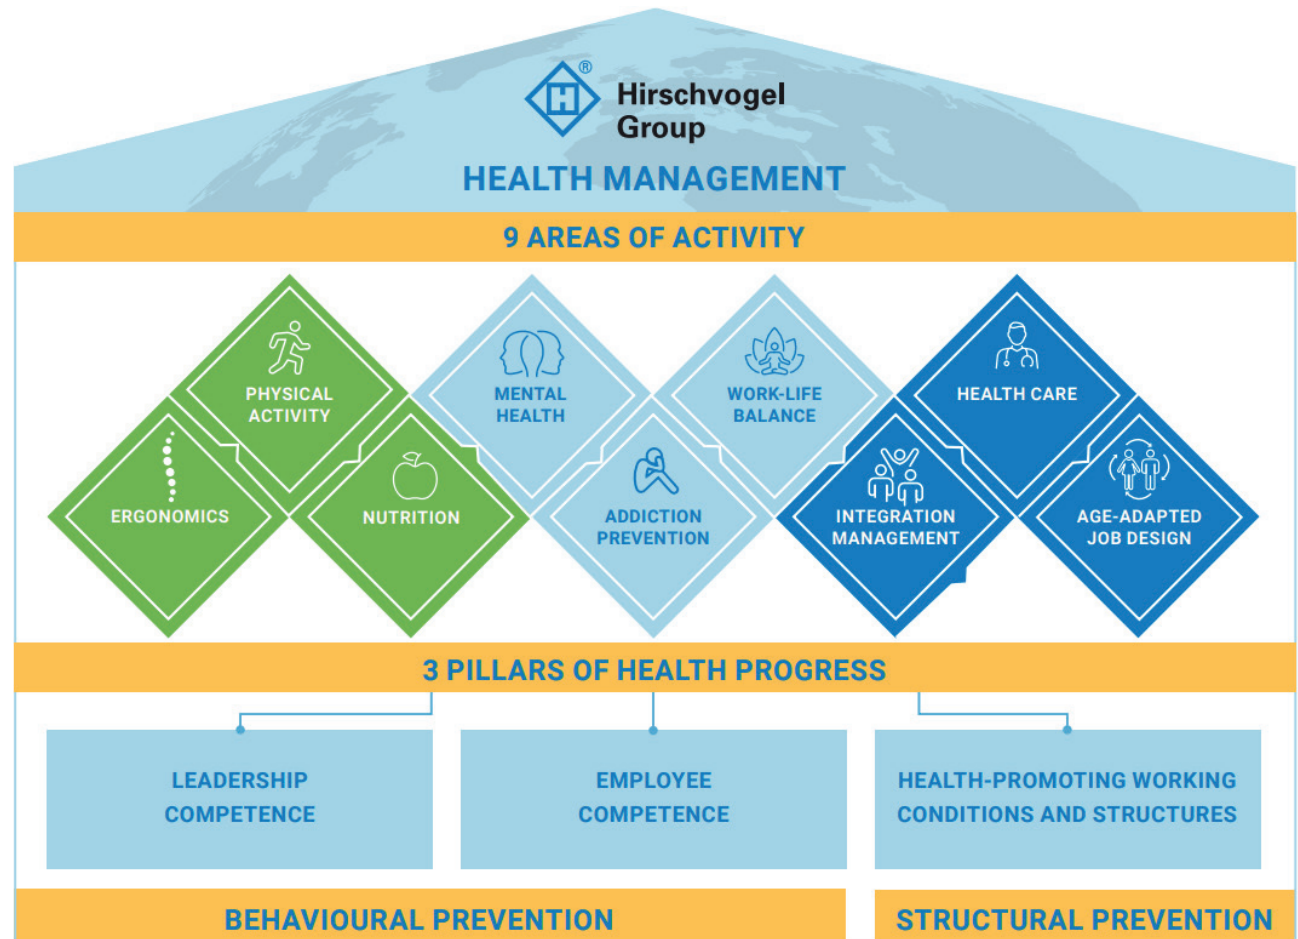 H
®
Hirschvogel
Group
HEALTH MANAGEMENT
9 AREAS OF ACTIVITY
PHYSICAL
ACTIVITY
MENTAL
HEALTH
WORK-LIFE
BALANCE
HEALTH CARE
ERGONOMICS
NUTRITION
ADDICTION
PREVENTION
INTEGRATION
MANAGEMENT
AGE-ADAPTED
JOB DESIGN
3 PILLARS OF HEALTH PROGRESS
LEADERSHIP
COMPETENCE
EMPLOYEE
COMPETENCE
HEALTH-PROMOTING WORKING
CONDITIONS AND STRUCTURES
BEHAVIOURAL PREVENTION
STRUCTURAL PREVENTION